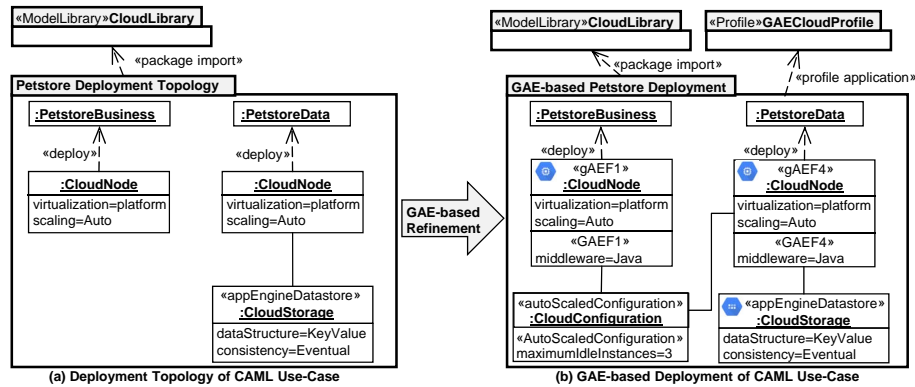 «ModelLibrary»CloudLibrary
«package import»
Petstore Deployment Topology
:PetstoreBusiness
:PetstoreData
«deploy»
«deploy»
:CloudNode
virtualization=platform
scaling=Auto
:CloudNode
virtualization=platform
scaling=Auto
«appEngineDatastore»
:CloudStorage
dataStructure=KeyValue
consistency=Eventual
(a) Deployment Topology of CAML Use-Case
GAE-based
Refinement
«ModelLibrary»CloudLibrary
«Profile»GAECloudProfile
«package import»
«profile application»
GAE-based Petstore Deployment
:PetstoreBusiness
:PetstoreData
«deploy»
«deploy»
«gAEF1»
:CloudNode
virtualization=platform
scaling=Auto
«GAEF1»
middleware=Java
«gAEF4»
:CloudNode
virtualization=platform
scaling=Auto
«GAEF4»
middleware=Java
«autoScaledConfiguration»
:CloudConfiguration
«AutoScaledConfiguration»
maximumIdleInstances=3
«appEngineDatastore»
:CloudStorage
dataStructure=KeyValue
consistency=Eventual
(b) GAE-based Deployment of CAML Use-Case